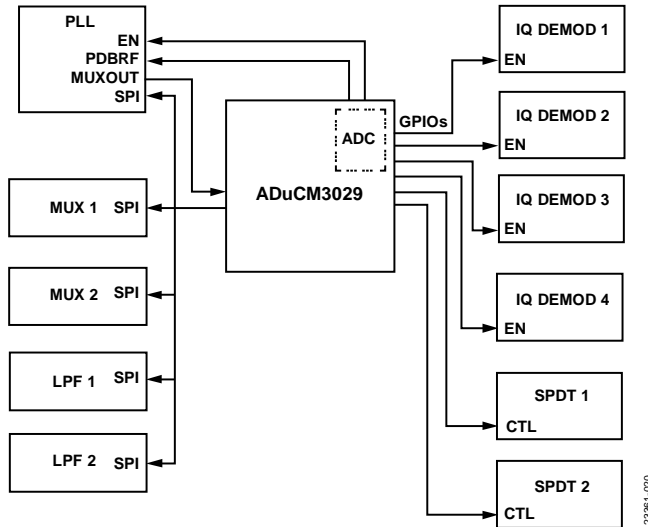 PLL
EN
PDBRF
MUXOUT
SPI
MUX 1 SPI
MUX 2 SPI
LPF 1 SPI
LPF 2 SPI
ADC
ADuCM3029
GPIOs
IQ DEMOD 1
EN
IQ DEMOD 2
EN
IQ DEMOD 3
EN
IQ DEMOD 4
EN
SPDT 1
CTL
SPDT 2
CTL